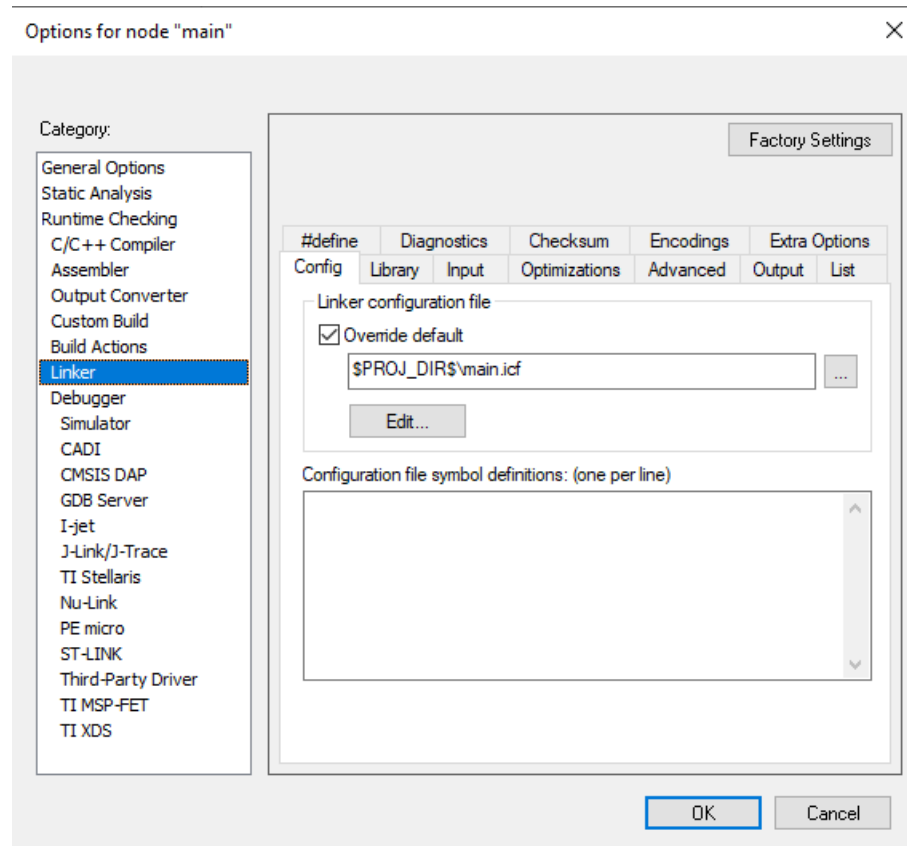 Options for node "main"
Category:
General Options
Static Analysis
Runtime Checking
C/C++ Compiler
Assembler
Output Converter
Custom Build
Build Actions
Linker
Debugger
Simulator
CADI
CMSIS DAP
GDB Server
I-jet
J-Link/J-Trace
TI Stellaris
Nu-Link
PE micro
ST-LINK
Third-Party Driver
TI MSP-FET
TI XDS
Factory Settings
#define Diagnostics Checksum Encodings Extra Options
Config Library Input Optimizations Advanced Output List
Linker configuration file
Override default
$PROJ_DIR$\main.icf
...
Edit...
Configuration file symbol definitions: (one per line)
OK Cancel